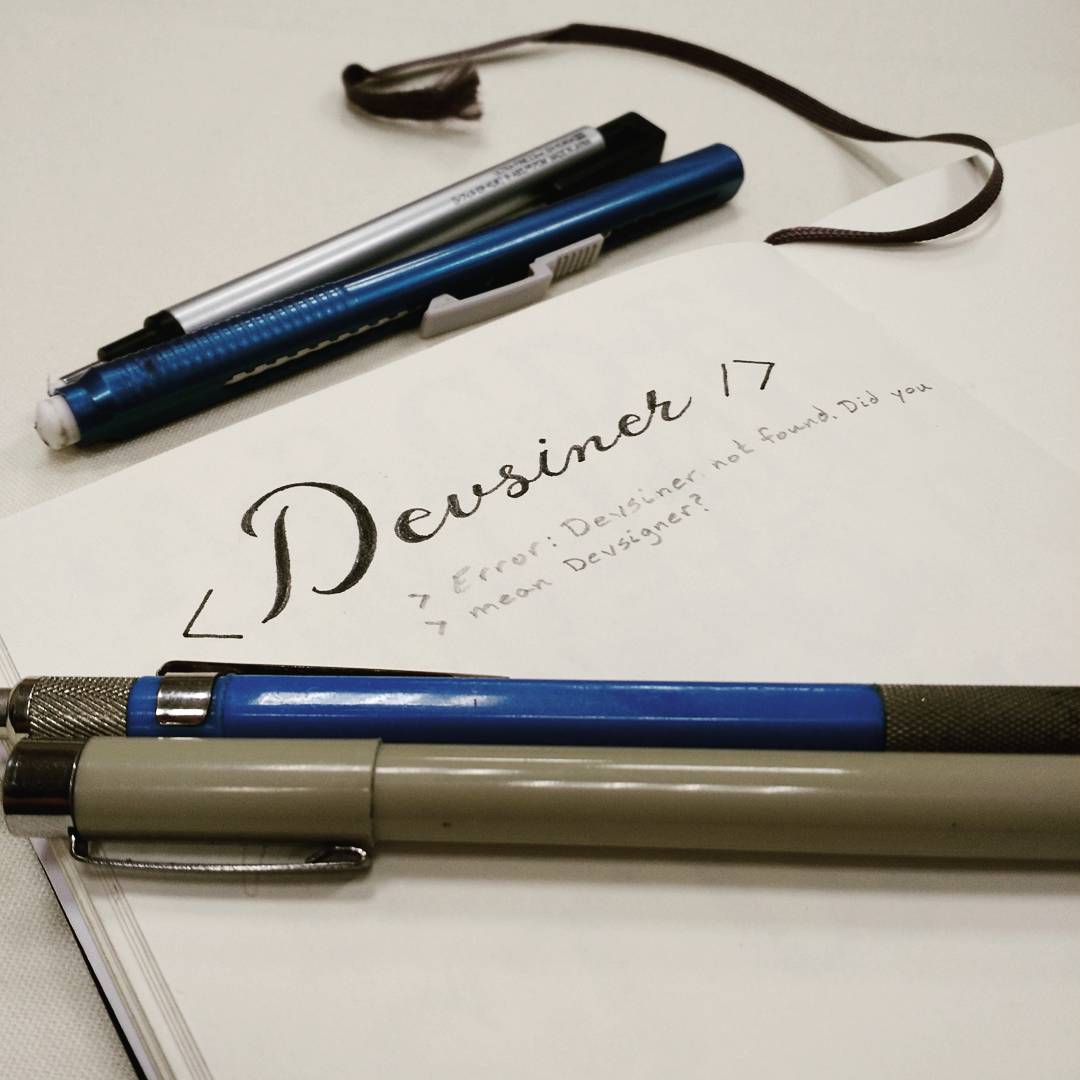 <Devsiner/>
> Error: Devsiner not found. Did you
> mean Devsigner?